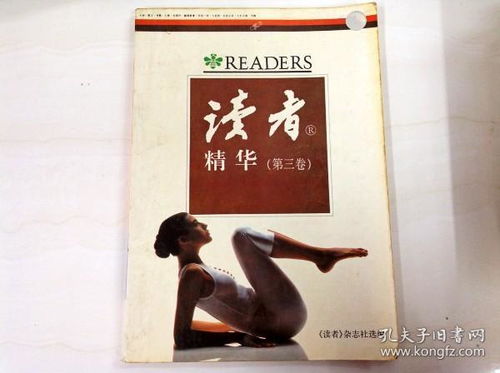 READERS
读者®
精华(第三卷)
《读者》杂志社选
孔夫子旧书网
www.kongfz.com